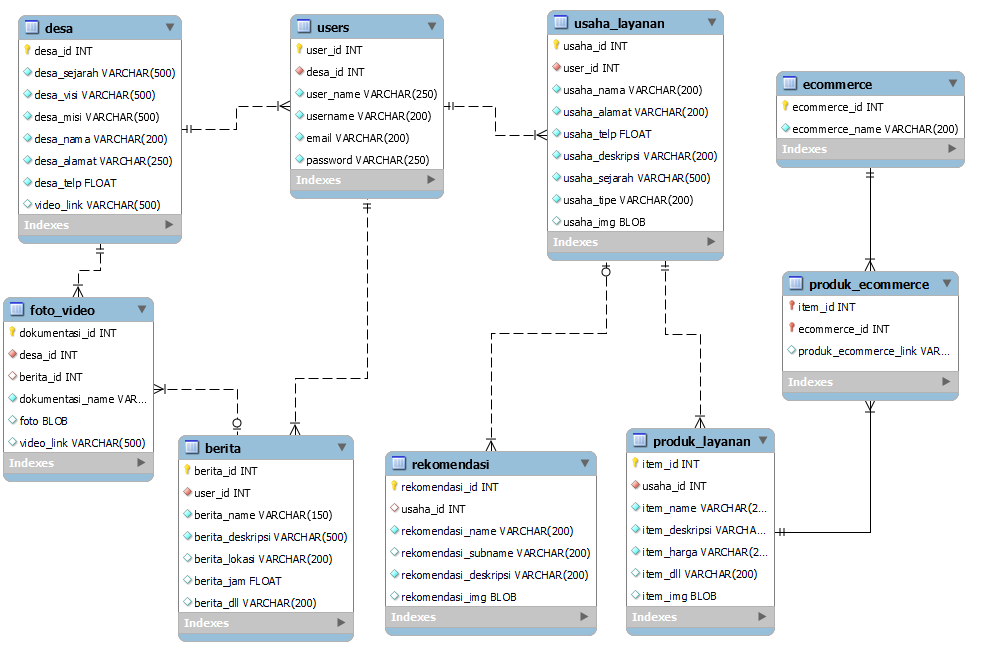 desa
desa_id INT
desa_sejarah VARCHAR(500)
desa_visi VARCHAR(500)
desa_misi VARCHAR(500)
desa_nama VARCHAR(200)
desa_alamat VARCHAR(250)
desa_telp FLOAT
video_link VARCHAR(500)
Indexes
users
user_id INT
desa_id INT
user_name VARCHAR(250)
username VARCHAR(200)
email VARCHAR(200)
password VARCHAR(250)
Indexes
usaha_layanan
usaha_id INT
user_id INT
usaha_nama VARCHAR(200)
usaha_alamat VARCHAR(200)
usaha_telp FLOAT
usaha_deskripsi VARCHAR(200)
usaha_sejarah VARCHAR(500)
usaha_tipe VARCHAR(200)
usaha_img BLOB
Indexes
ecommerce
ecommerce_id INT
ecommerce_name VARCHAR(200)
Indexes
foto_video
dokumentasi_id INT
desa_id INT
berita_id INT
dokumentasi_name VAR...
foto BLOB
video_link VARCHAR(500)
Indexes
produk_ecommerce
item_id INT
ecommerce_id INT
produk_ecommerce_link VAR...
Indexes
berita
berita_id INT
user_id INT
berita_name VARCHAR(150)
berita_deskripsi VARCHAR(500)
berita_lokasi VARCHAR(200)
berita_jam FLOAT
berita_dll VARCHAR(200)
Indexes
rekomendasi
rekomendasi_id INT
usaha_id INT
rekomendasi_name VARCHAR(200)
rekomendasi_subname VARCHAR(200)
rekomendasi_deskripsi VARCHAR(200)
rekomendasi_img BLOB
Indexes
produk_layanan
item_id INT
usaha_id INT
item_name VARCHAR(2...
item_deskripsi VARCHA...
item_harga VARCHAR(2...
item_dll VARCHAR(200)
item_img BLOB
Indexes